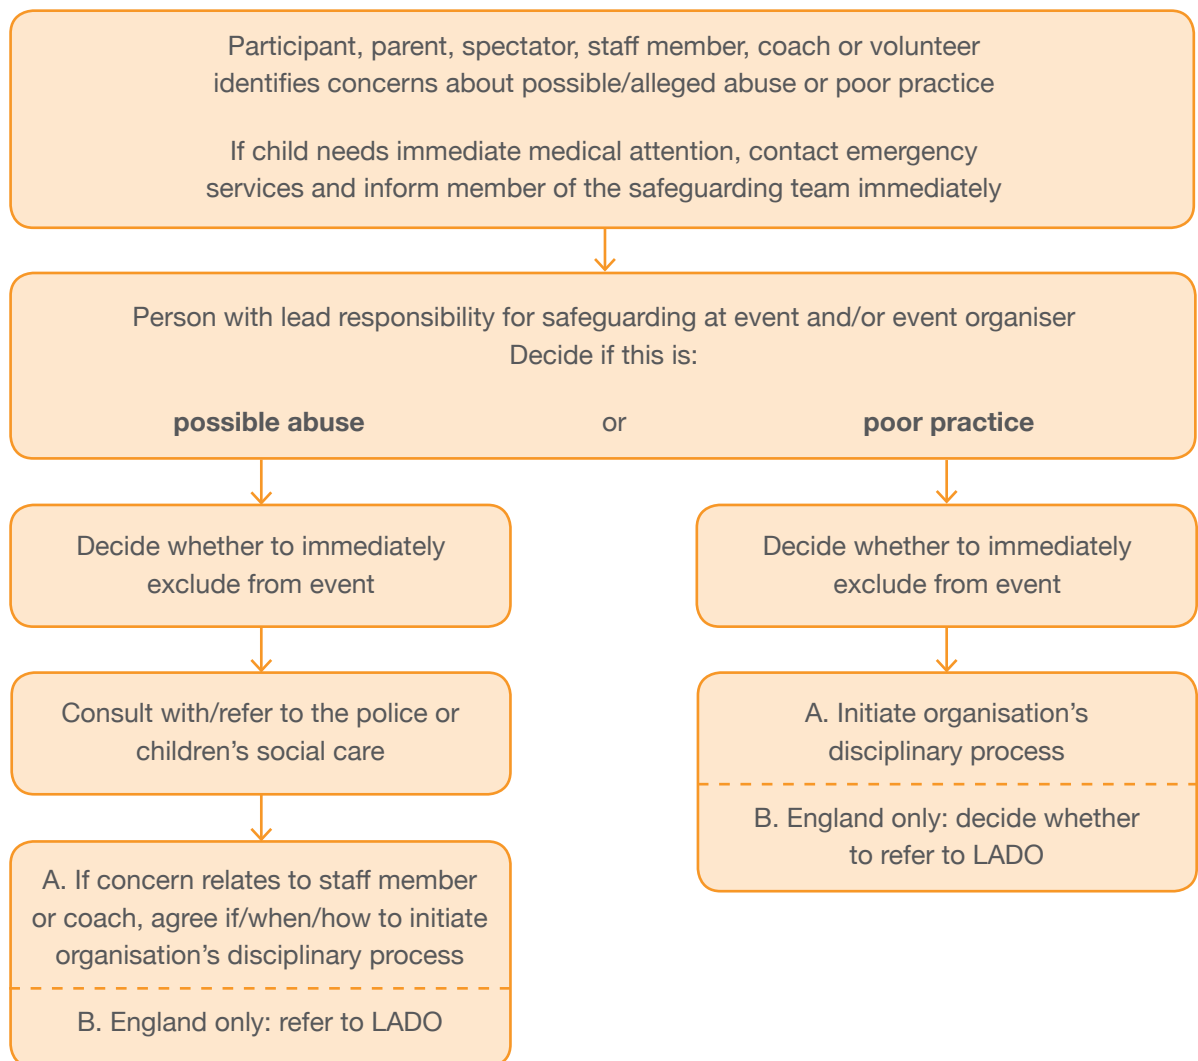 Participant, parent, spectator, staff member, coach or volunteer
identifies concerns about possible/alleged abuse or poor practice
If child needs immediate medical attention, contact emergency
services and inform member of the safeguarding team immediately
Person with lead responsibility for safeguarding at event and/or event organiser
Decide if this is:
possible abuse or poor practice
Decide whether to immediately
exclude from event
Consult with/refer to the police or
children’s social care
A. If concern relates to staff member
or coach, agree if/when/how to initiate
organisation’s disciplinary process
B. England only: refer to LADO
Decide whether to immediately
exclude from event
A. Initiate organisation’s
disciplinary process
B. England only: decide whether
to refer to LADO